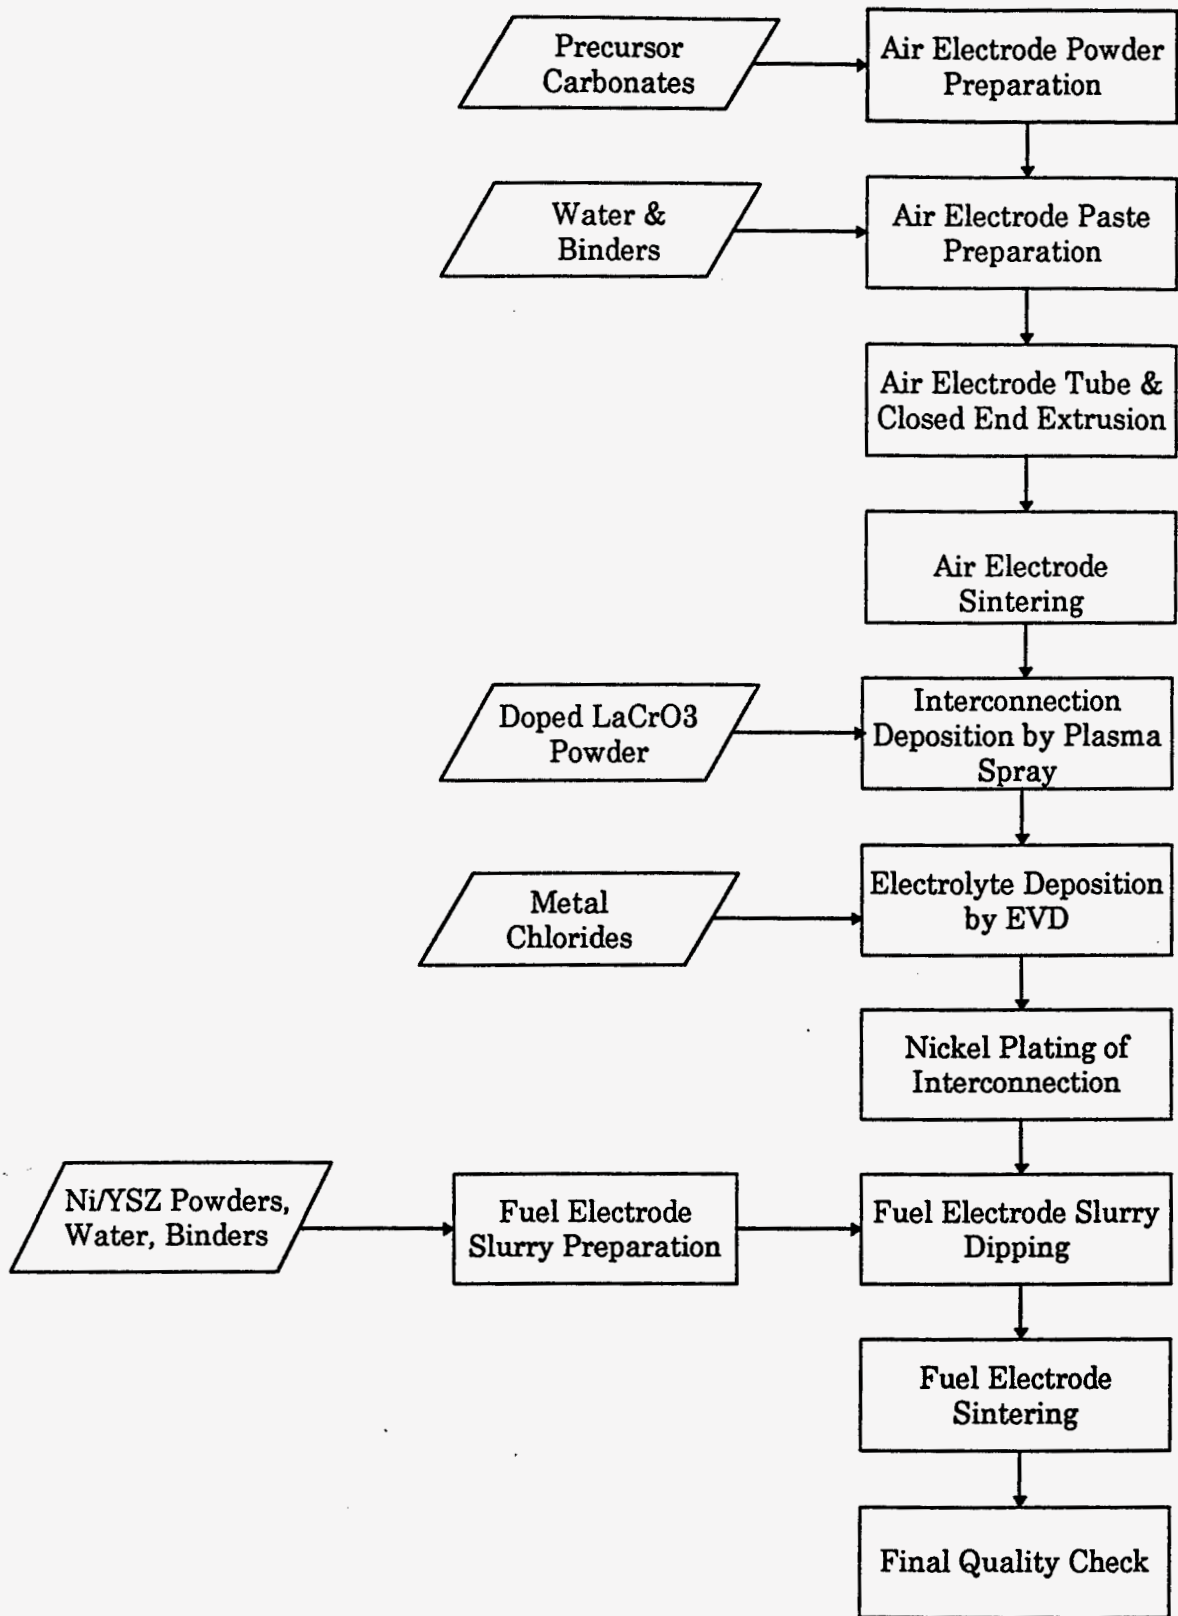 Precursor
Carbonates
Air Electrode Powder
Preparation
Water &
Binders
Air Electrode Paste
Preparation
Air Electrode Tube &
Closed End Extrusion
Air Electrode
Sintering
Doped LaCrO3
Powder
Interconnection
Deposition by Plasma
Spray
Metal
Chlorides
Electrolyte Deposition
by EVD
Nickel Plating of
Interconnection
Ni/YSZ Powders,
Water, Binders
Fuel Electrode
Slurry Preparation
Fuel Electrode Slurry
Dipping
Fuel Electrode
Sintering
Final Quality Check